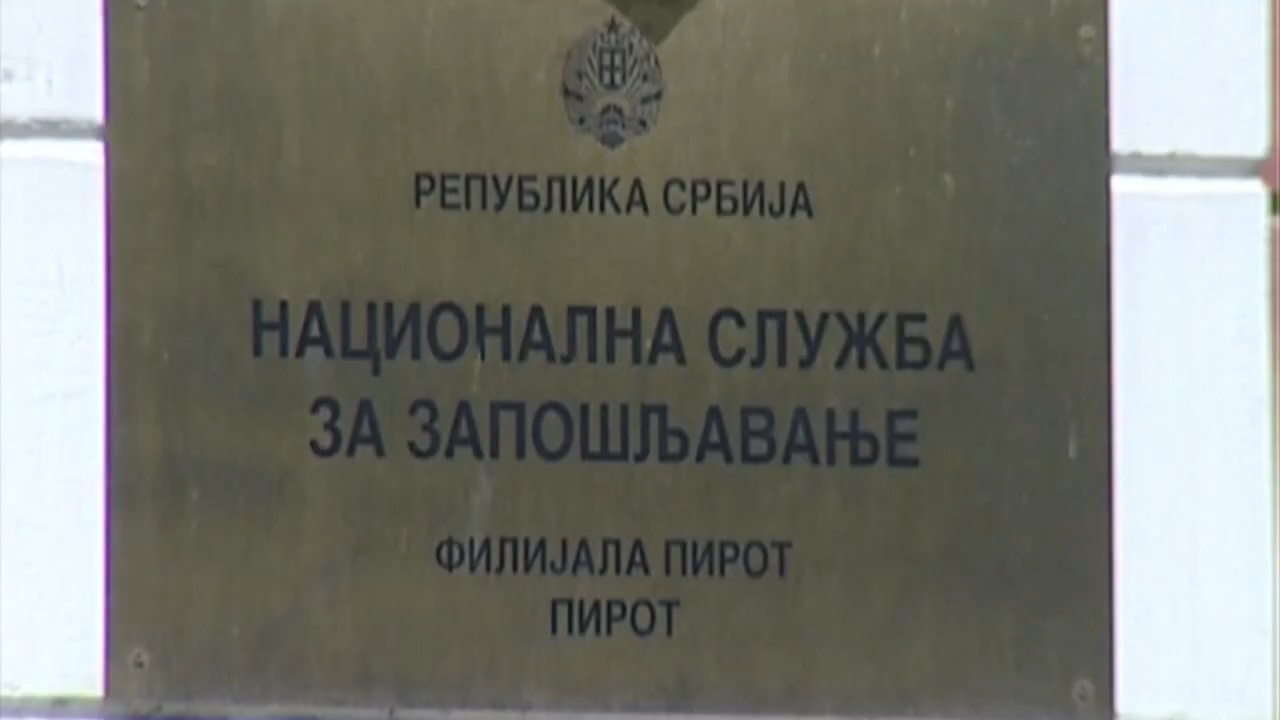 РЕПУБЛИКА СРБИЈА
НАЦИОНАЛНА СЛУЖБА
ЗА ЗАПОШЉАВАЊЕ
ФИЛИЈАЛА ПИРОТ
ПИРОТ